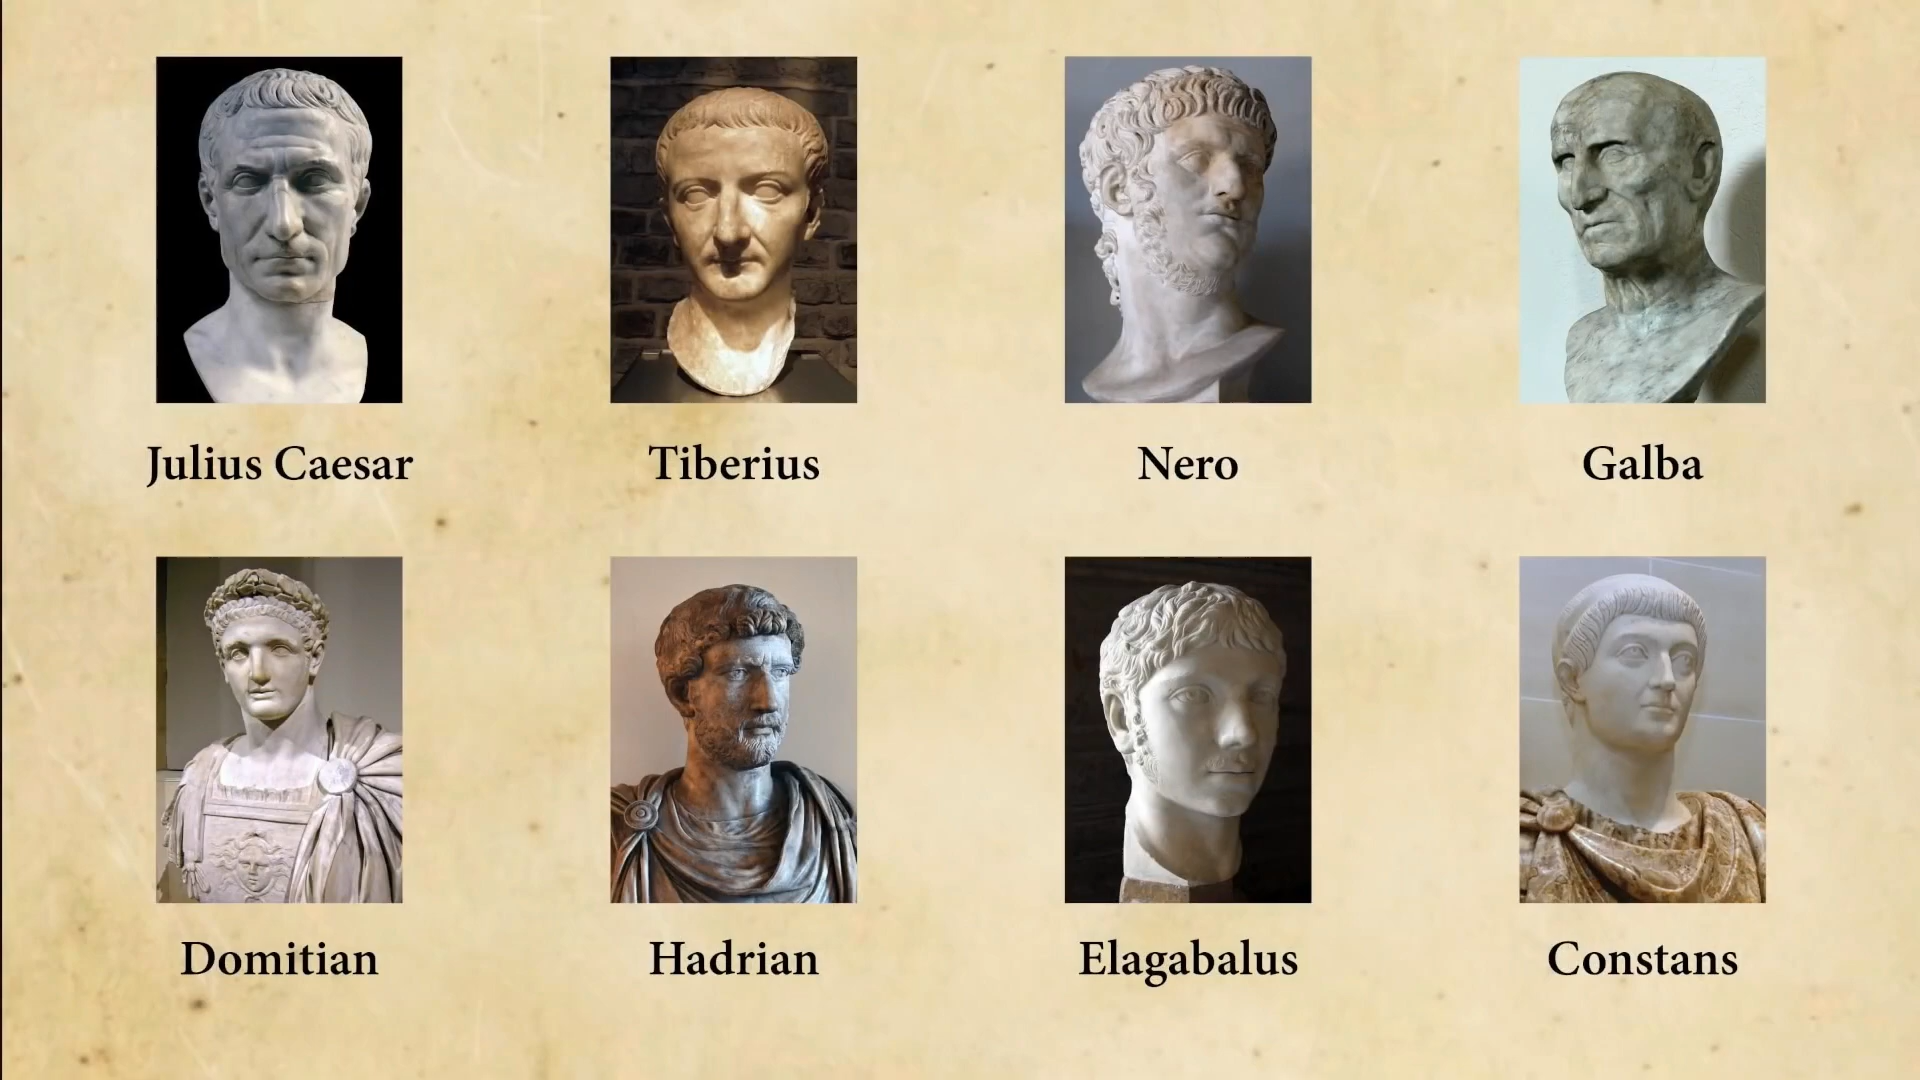 Julius Caesar
Tiberius
Nero
Galba
Domitian
Hadrian
Elagabalus
Constans